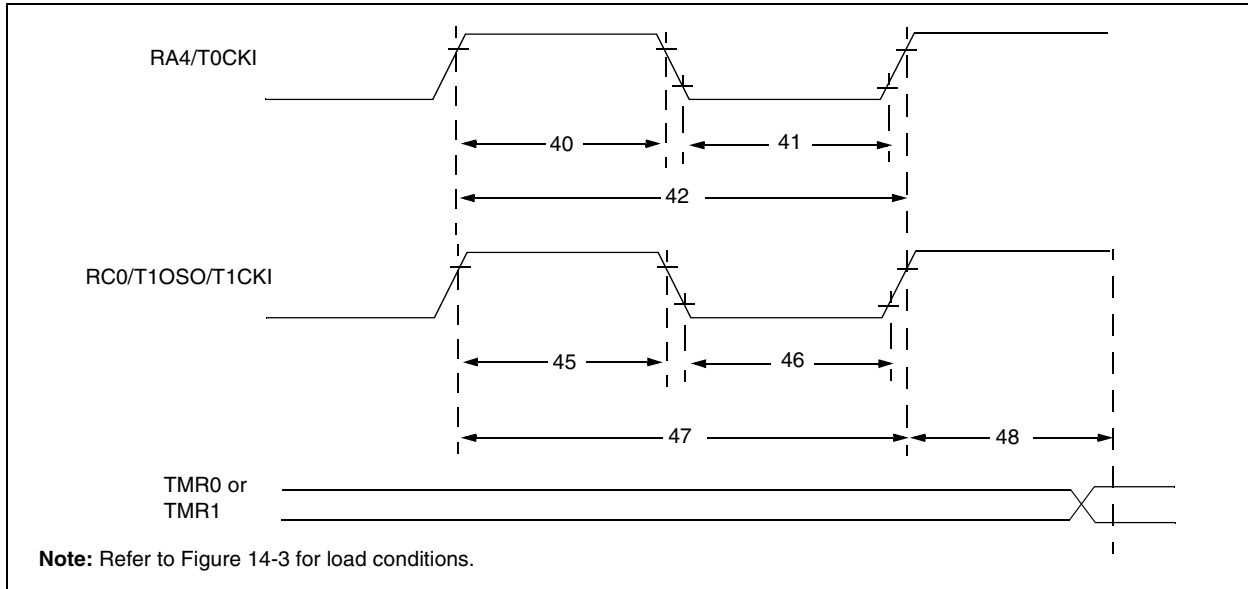 RA4/T0CKI
40
41
42
RC0/T1OSO/T1CKI
45
46
47
48
TMR0 or
TMR1
Note: Refer to Figure 14-3 for load conditions.